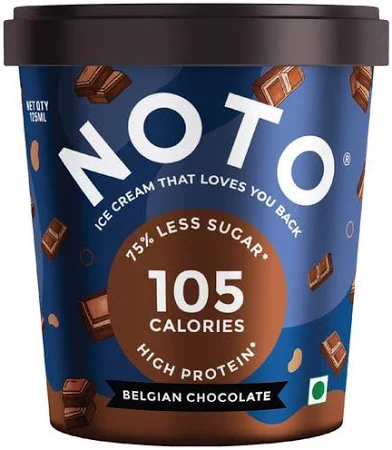 NET QTY
125ML
NOTO®
ICE CREAM THAT LOVES YOU BACK
75% LESS SUGAR*
105
CALORIES
HIGH PROTEIN*
BELGIAN CHOCOLATE